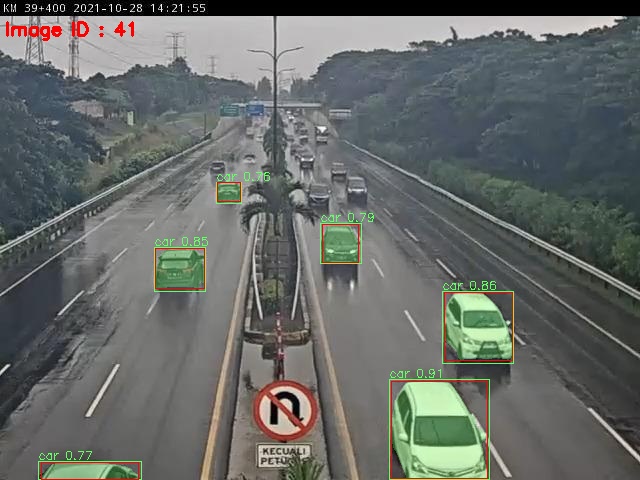 KM 39+400 2021-10-28 14:21:55
Image ID : 41
car 0.76
car 0.79
car 0.85
car 0.86
car 0.91
KECUALI
PETUGAS
car 0.77